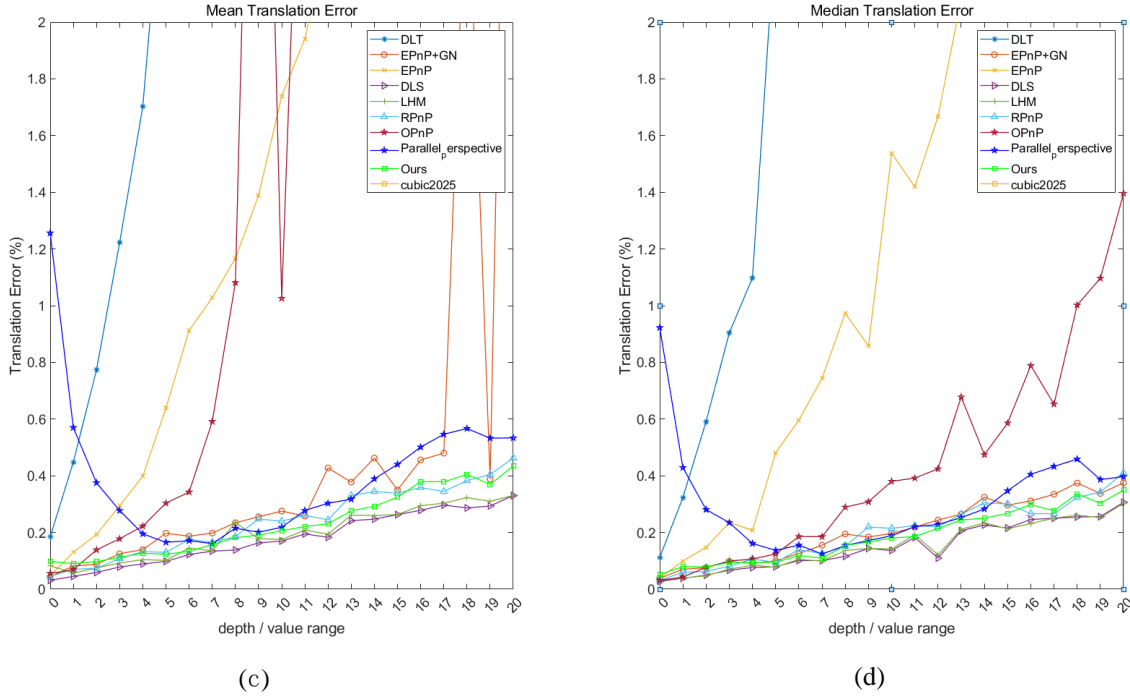 Mean Translation Error
2
1.8
1.6
1.4
1.2
1
0.8
0.6
0.4
0.2
0
Translation Error (%)
DLT
EPnP+GN
EPnP
DLS
LHM
RPnP
OPnP
Parallel_perspective
Ours
cubic2025
0 1 2 3 4 5 6 7 8 9 10 11 12 13 14 15 16 17 18 19 20
depth / value range
(c)
Median Translation Error
2
1.8
1.6
1.4
1.2
1
0.8
0.6
0.4
0.2
0
Translation Error (%)
DLT
EPnP+GN
EPnP
DLS
LHM
RPnP
OPnP
Parallel_perspective
Ours
cubic2025
0 1 2 3 4 5 6 7 8 9 10 11 12 13 14 15 16 17 18 19 20
depth / value range
(d)